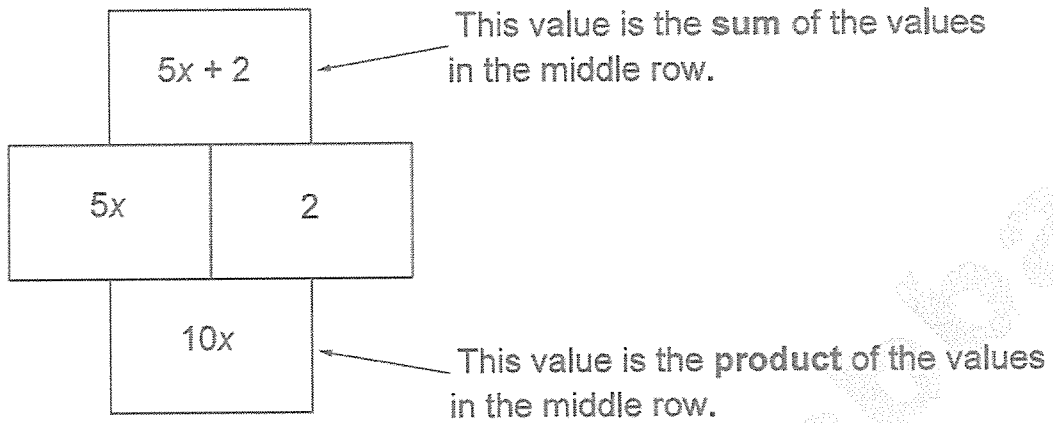 This value is the sum of the values
in the middle row.
5x + 2
5x 2
10x
This value is the product of the values
in the middle row.